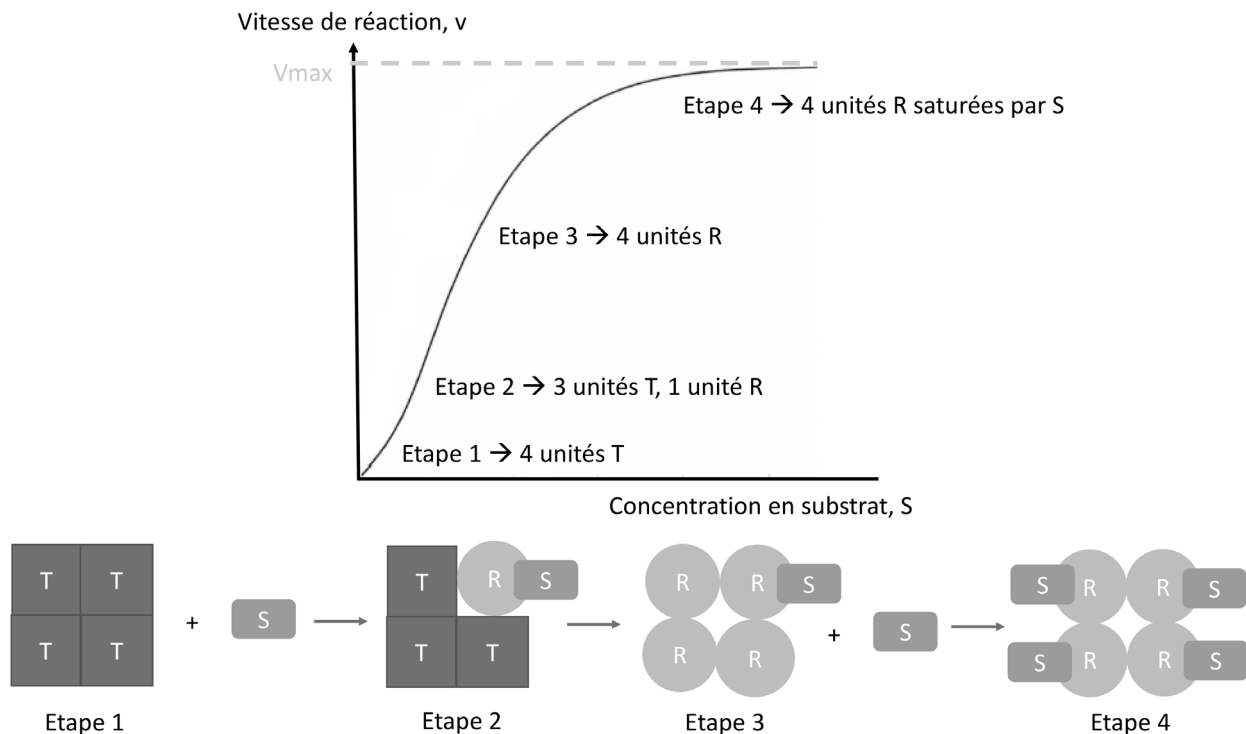 Vitesse de réaction, v
Vmax
Etape 4 → 4 unités R saturées par S
Etape 3 → 4 unités R
Etape 2 → 3 unités T, 1 unité R
Etape 1 → 4 unités T
Concentration en substrat, S
T T
T T
+
S
T R S
T T
R R S
R R
+
S
S R R S
S R R S
Etape 1
Etape 2
Etape 3
Etape 4